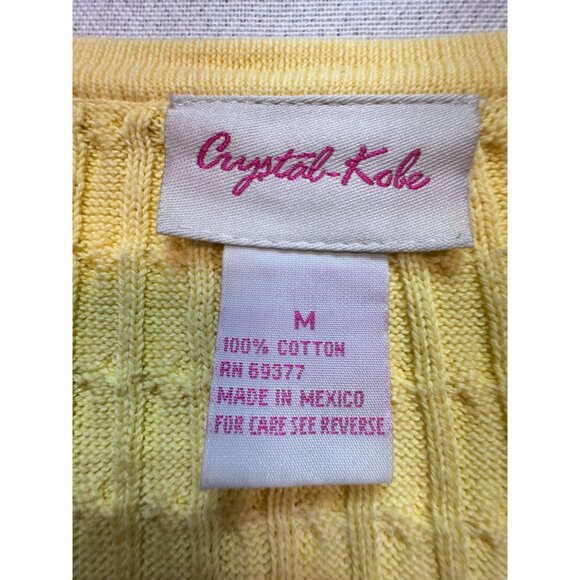 Crystal-Kobe
M
100% COTTON
RN 69377
MADE IN MEXICO
FOR CARE SEE REVERSE